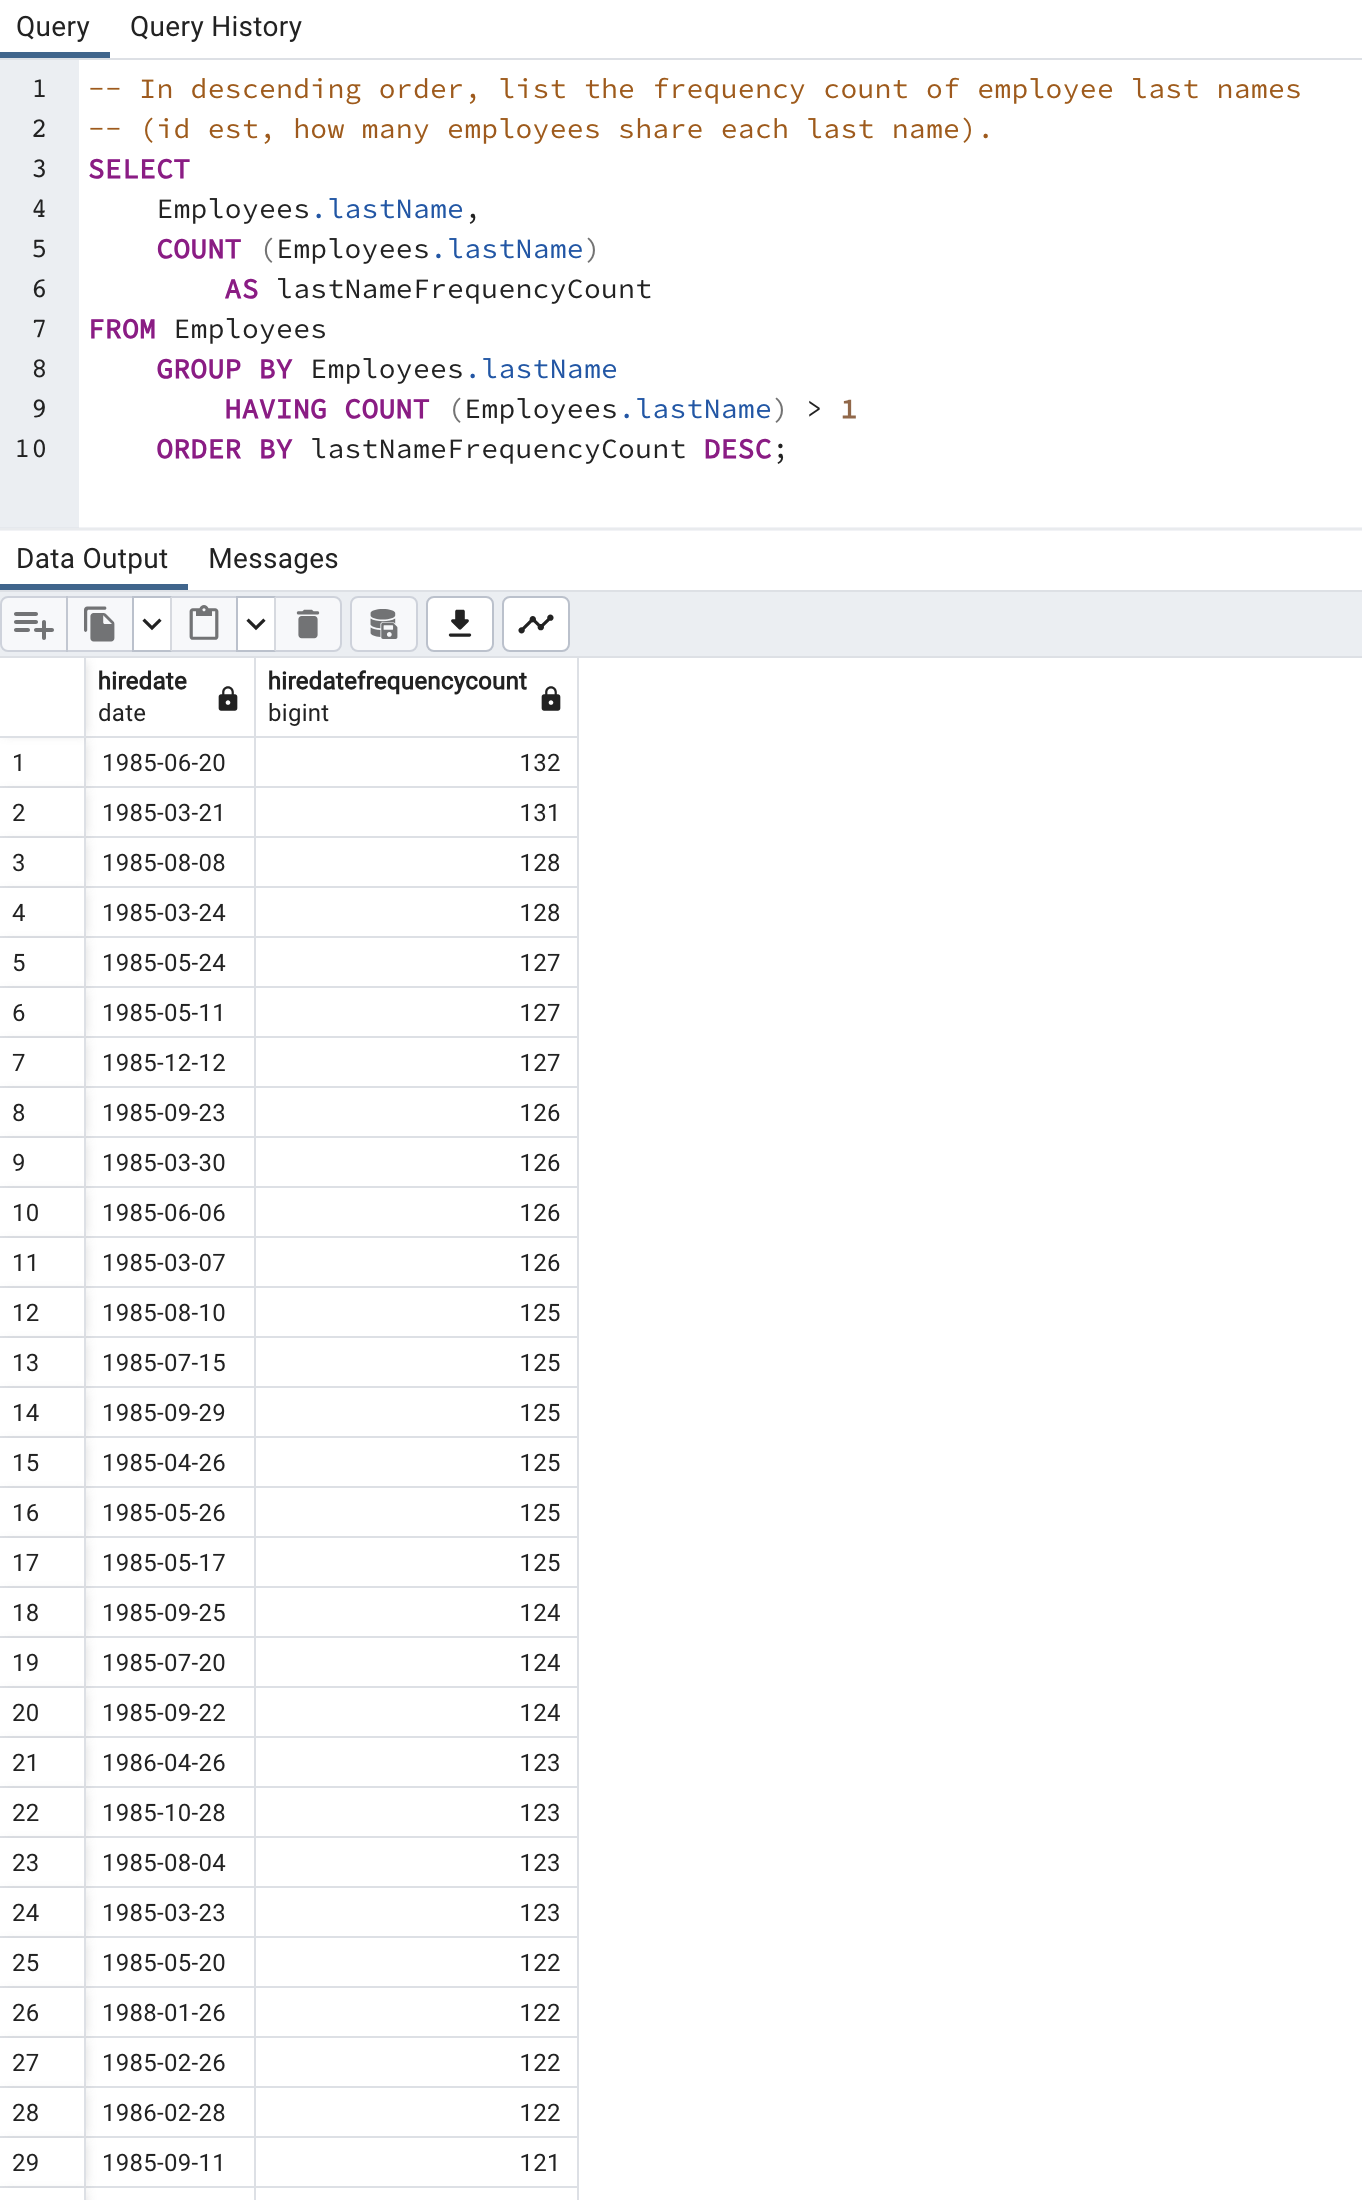 Query Query History
1 -- In descending order, list the frequency count of employee last names
2 -- (id est, how many employees share each last name).
3 SELECT
4 Employees.lastName,
5 COUNT (Employees.lastName)
6 AS lastNameFrequencyCount
7 FROM Employees
8 GROUP BY Employees.lastName
9 HAVING COUNT (Employees.lastName) > 1
10 ORDER BY lastNameFrequencyCount DESC;
Data Output Messages
hiredate hiredatefrequencycount
date bigint
1 1985-06-20 132
2 1985-03-21 131
3 1985-08-08 128
4 1985-03-24 128
5 1985-05-24 127
6 1985-05-11 127
7 1985-12-12 127
8 1985-09-23 126
9 1985-03-30 126
10 1985-06-06 126
11 1985-03-07 126
12 1985-08-10 125
13 1985-07-15 125
14 1985-09-29 125
15 1985-04-26 125
16 1985-05-26 125
17 1985-05-17 125
18 1985-09-25 124
19 1985-07-20 124
20 1985-09-22 124
21 1986-04-26 123
22 1985-10-28 123
23 1985-08-04 123
24 1985-03-23 123
25 1985-05-20 122
26 1988-01-26 122
27 1985-02-26 122
28 1986-02-28 122
29 1985-09-11 121